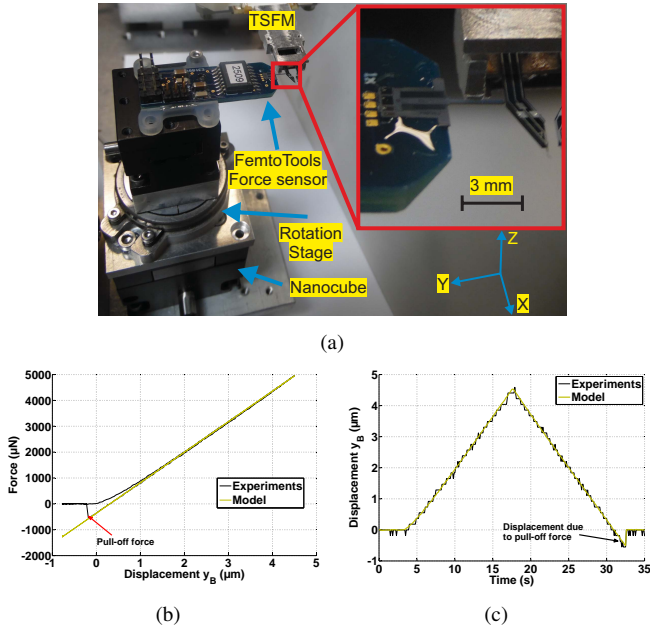 TSFM
2509
1X
FemtoTools
Force sensor
Rotation
Stage
Nanocube
3 mm
Z
Y
X
(a)
5000
4000
3000
2000
1000
0
-1000
-2000
Force (µN)
Experiments
Model
Pull-off force
-1 0 1 2 3 4 5
Displacement y_B (µm)
(b)
5
4
3
2
1
0
-1
Displacement y_B (µm)
Experiments
Model
Displacement due
to pull-off force
0 5 10 15 20 25 30 35
Time (s)
(c)